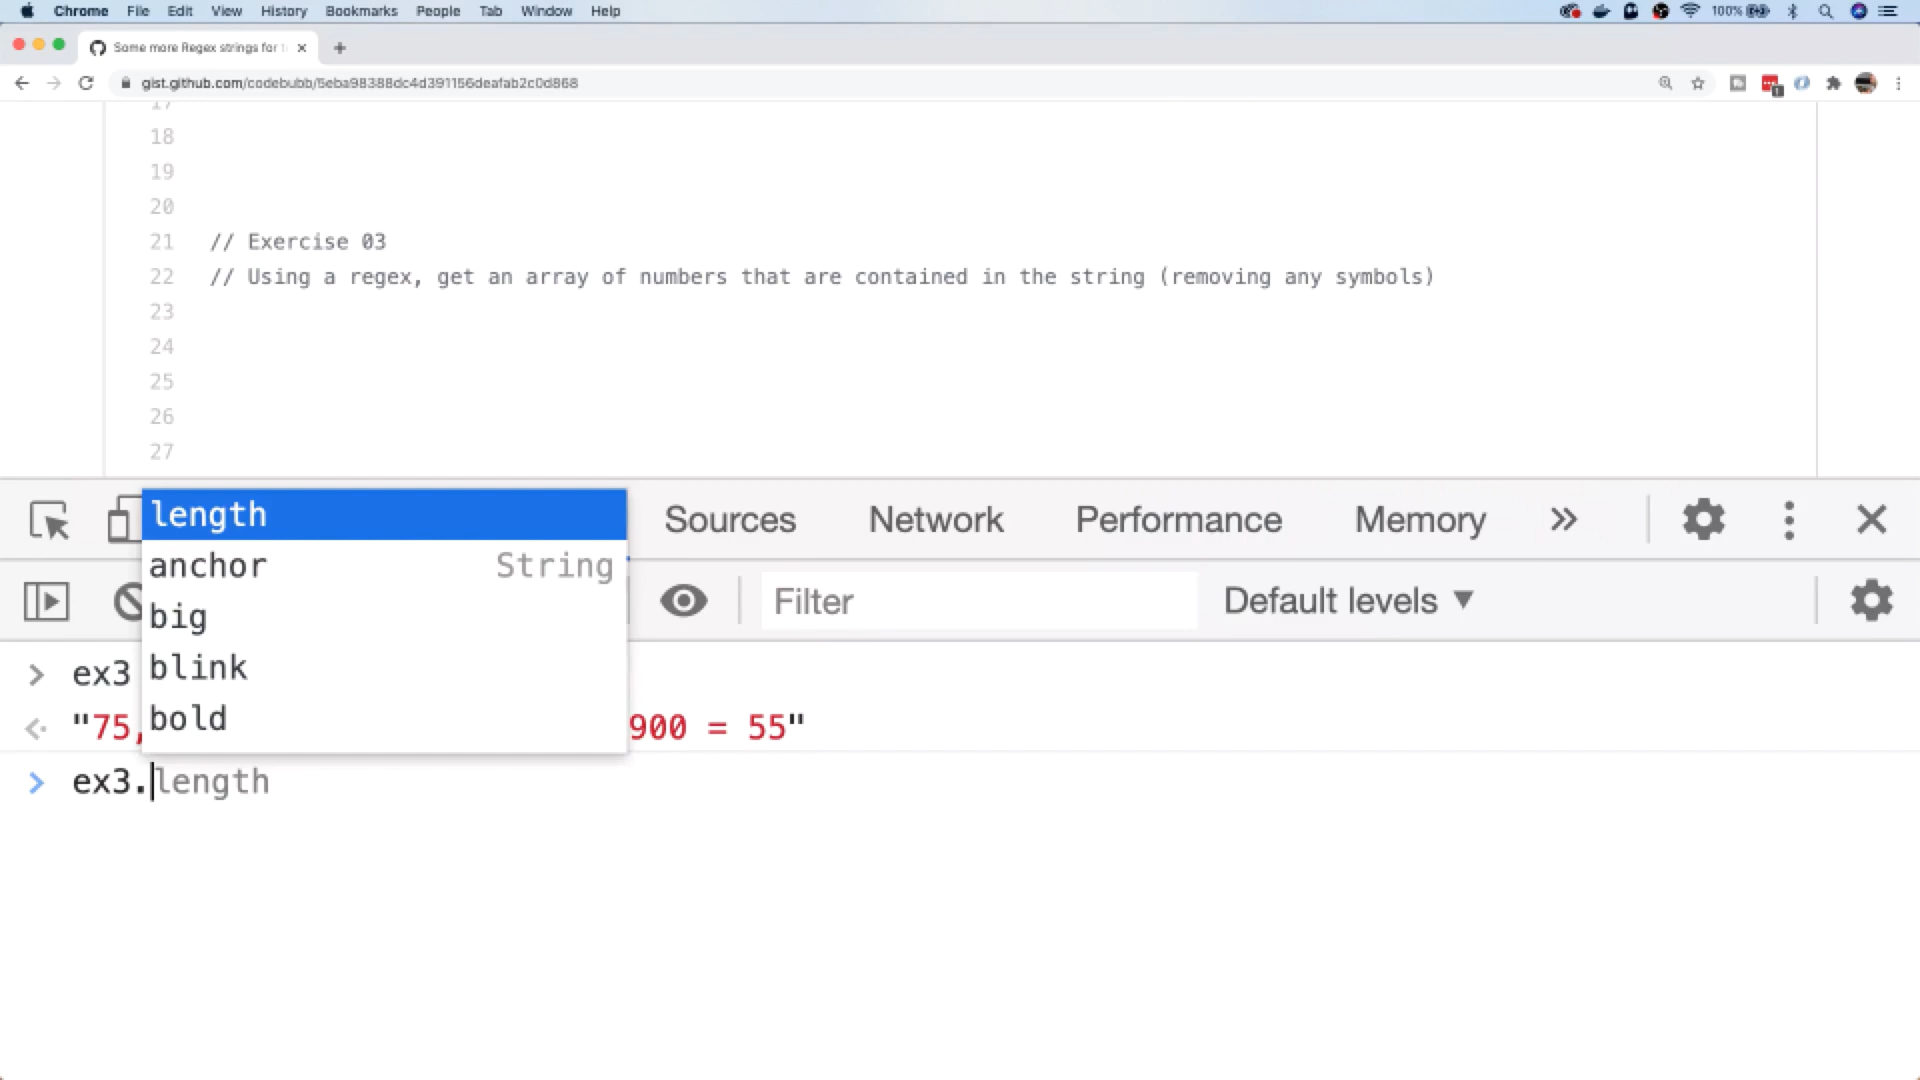 Chrome File Edit View History Bookmarks People Tab Window Help 100%
Some more Regex strings for
gist.github.com/codebubb/5eba98388dc4d391156deafab2c0d868
17
18
19
20
21 // Exercise 03
22 // Using a regex, get an array of numbers that are contained in the string (removing any symbols)
23
24
25
26
27
length
Sources Network Performance Memory
anchor String
big
Filter Default levels ▼
blink
> ex3
bold
"75, 900 = 55"
> ex3.length